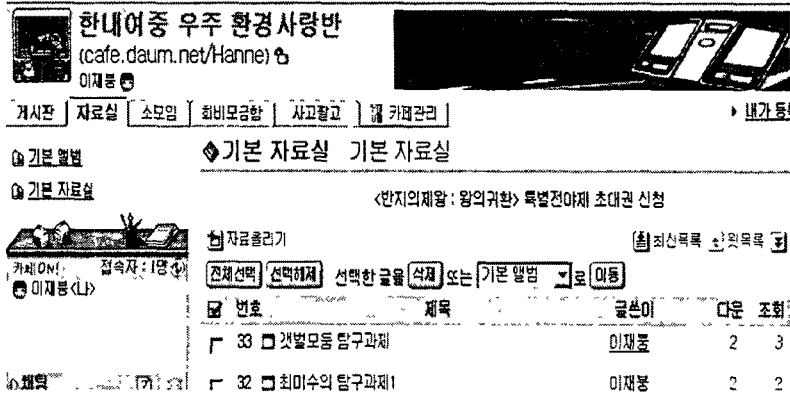 한내여중 우주 환경사랑반
(cafe.daum.net/Hanne)
이재붕
게시판 자료실 소모임 회비모금함 사고팔고 카페관리 내가 등
기본 앨범
기본 자료실
기본 자료실 기본 자료실
<반지의제왕 : 왕의귀환> 특별전야제 초대권 신청
자료올리기 최신목록 윗목록
카페ON! 접속자 : 1명
이재붕<나>
전체선택 선택해제 선택한 글을 삭제 또는 기본 앨범 로 이동
번호 제목 글쓴이 다운 조회
33 갯벌모둠 탐구과제 이재붕 2 3
32 최미수의 탐구과제1 이재붕 2 2